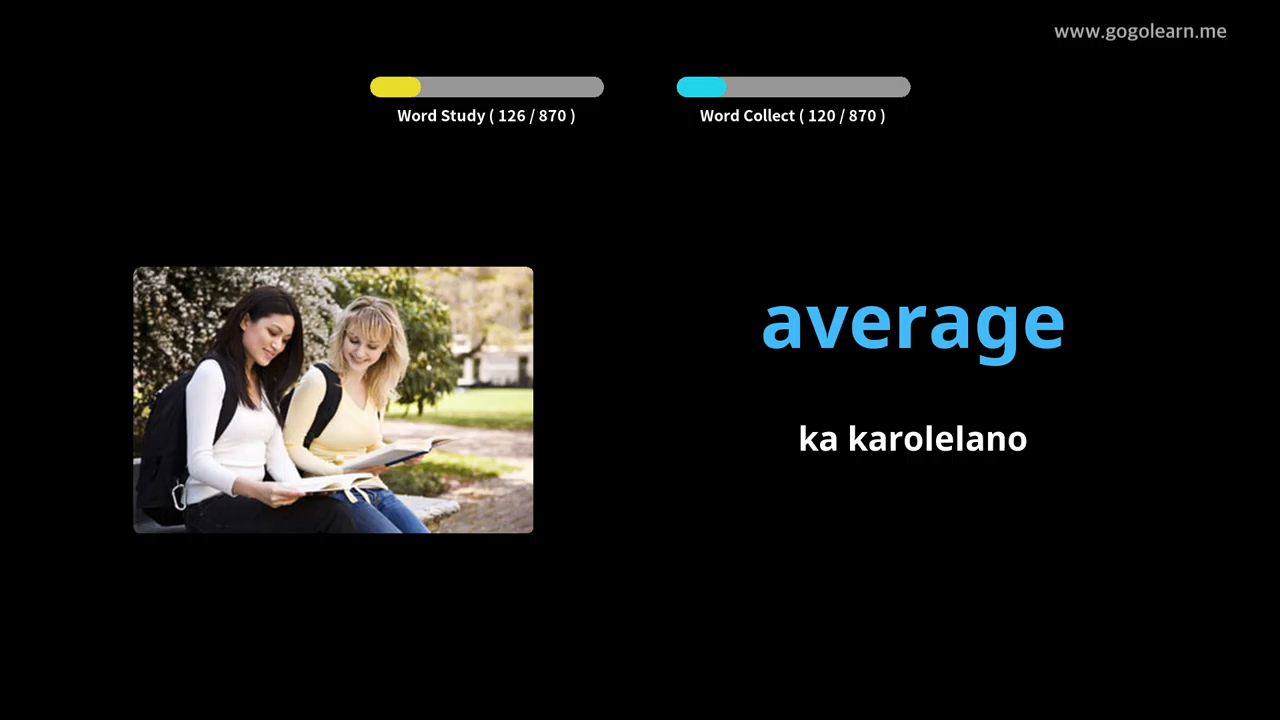 www.gogolearn.me
Word Study ( 126 / 870 )
Word Collect ( 120 / 870 )
average
ka karolelano